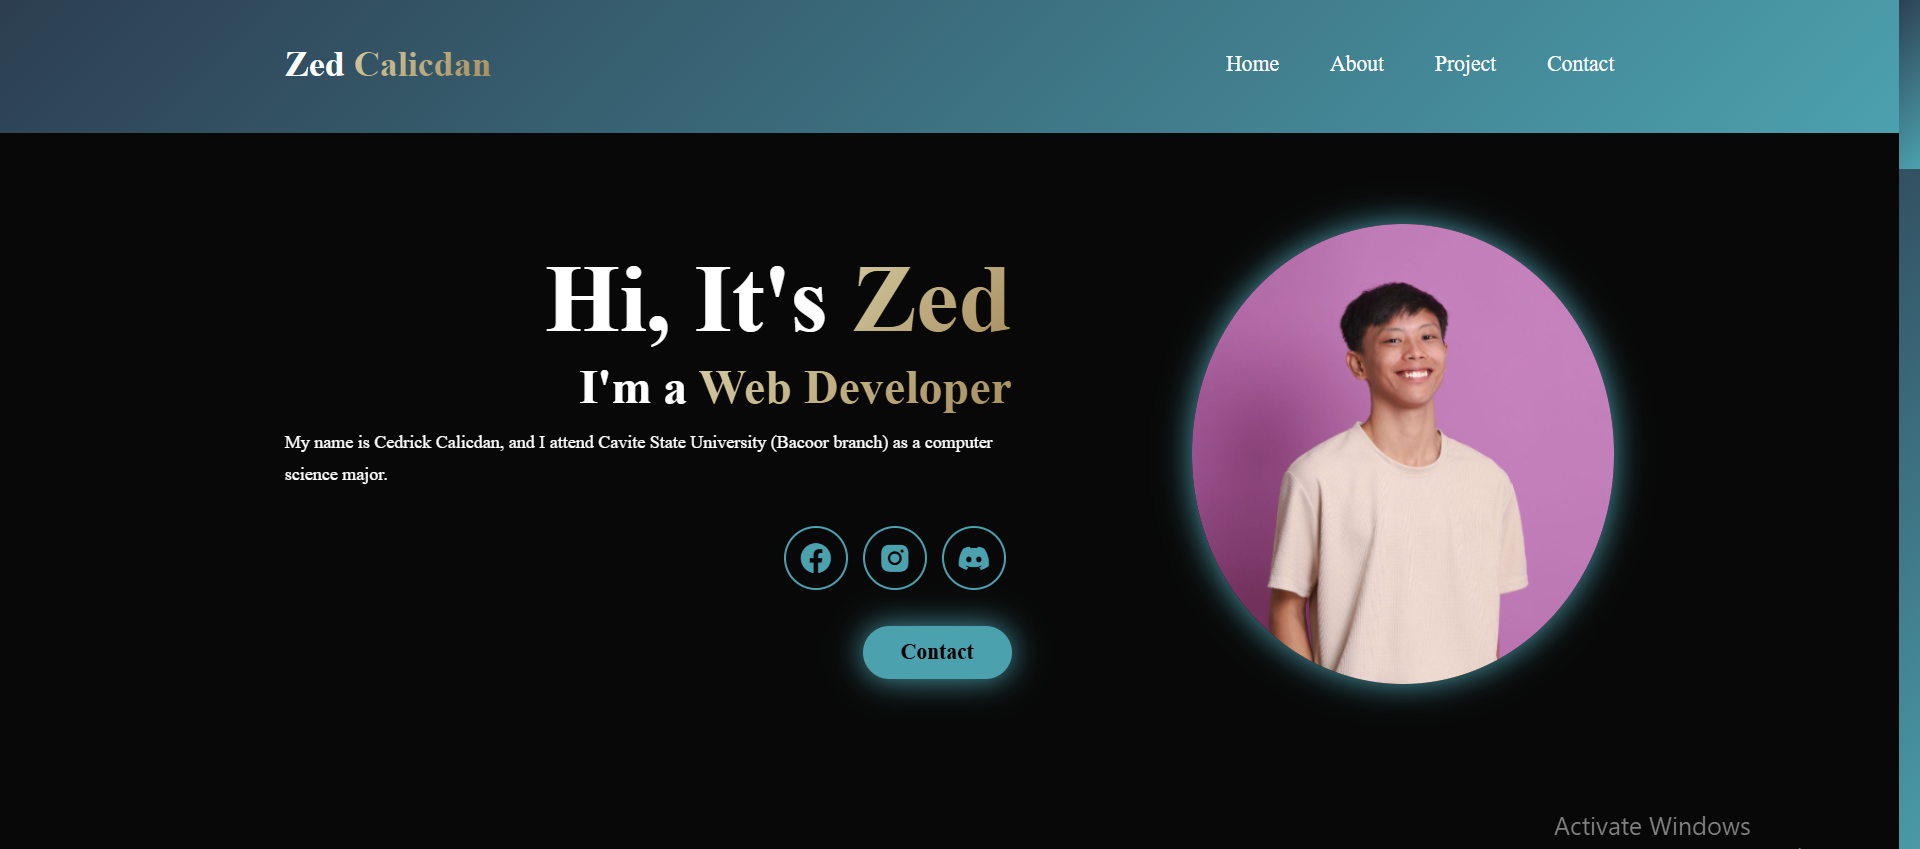 Zed Calicdan
Home About Project Contact
Hi, It's Zed
I'm a Web Developer
My name is Cedrick Calicdan, and I attend Cavite State University (Bacoor branch) as a computer
science major.
Contact
Activate Windows